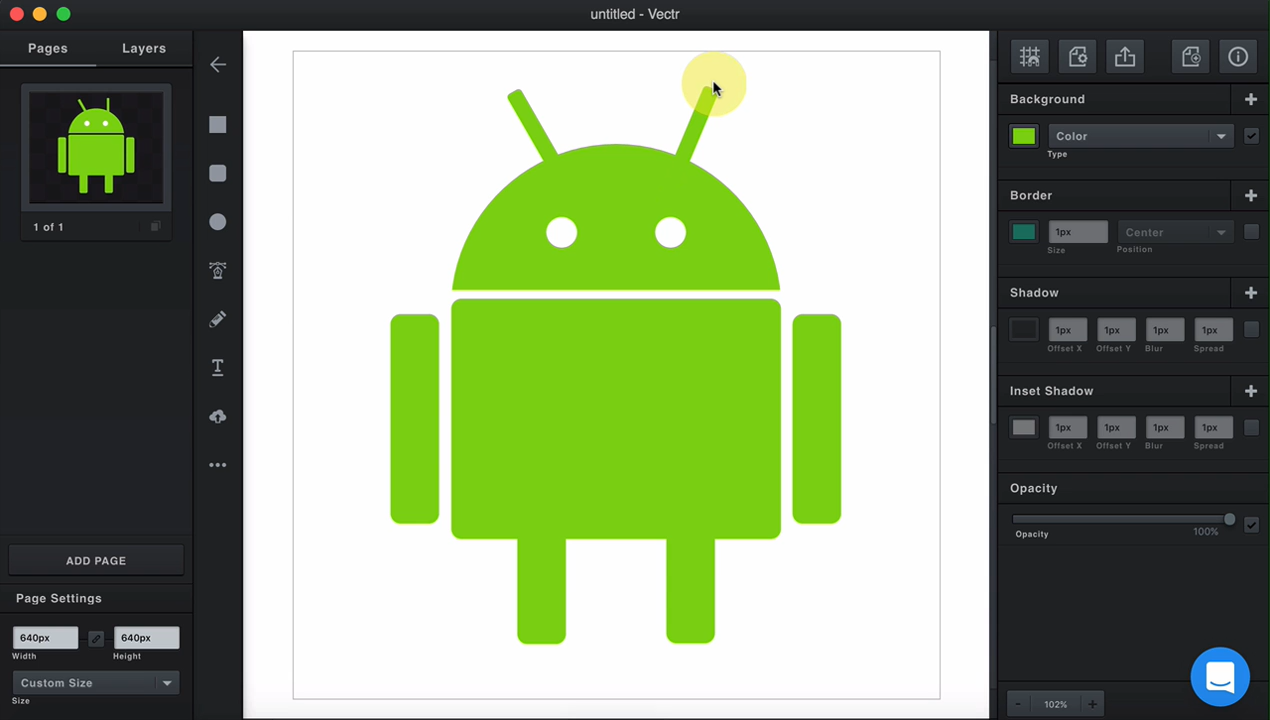 untitled - Vectr
Pages
Layers
1 of 1
ADD PAGE
Page Settings
640px
640px
Width
Height
Custom Size
Size
Background
Color
Type
Border
1px
Center
Size
Position
Shadow
1px
1px
1px
1px
Offset X
Offset Y
Blur
Spread
Inset Shadow
1px
1px
1px
1px
Offset X
Offset Y
Blur
Spread
Opacity
100%
Opacity
- 102% +